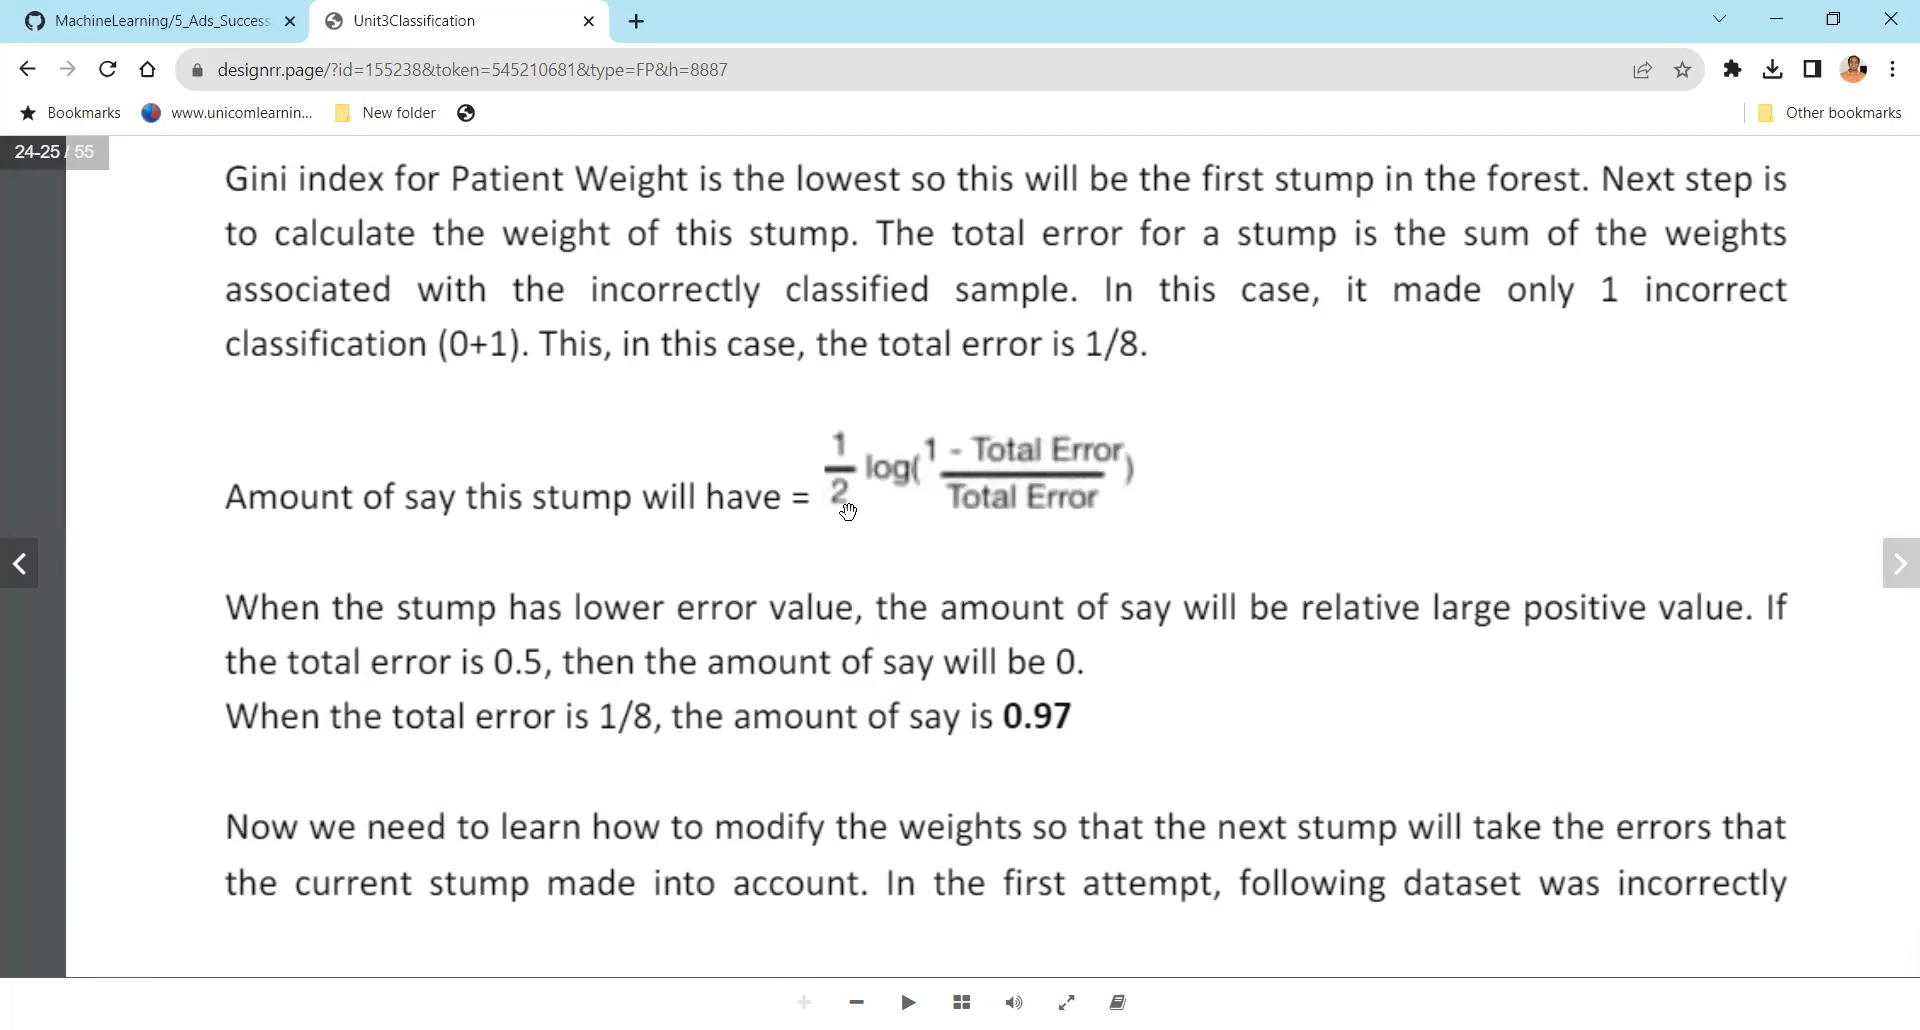 MachineLearning/5_Ads_Success
Unit3Classification
designrr.page/?id=155238&token=545210681&type=FP&h=8887
Bookmarks
www.unicomlearnin...
New folder
Other bookmarks
24-25 / 55
Gini index for Patient Weight is the lowest so this will be the first stump in the forest. Next step is
to calculate the weight of this stump. The total error for a stump is the sum of the weights
associated with the incorrectly classified sample. In this case, it made only 1 incorrect
classification (0+1). This, in this case, the total error is 1/8.
Amount of say this stump will have = 1/2 log(1 - Total Error / Total Error)
When the stump has lower error value, the amount of say will be relative large positive value. If
the total error is 0.5, then the amount of say will be 0.
When the total error is 1/8, the amount of say is 0.97
Now we need to learn how to modify the weights so that the next stump will take the errors that
the current stump made into account. In the first attempt, following dataset was incorrectly